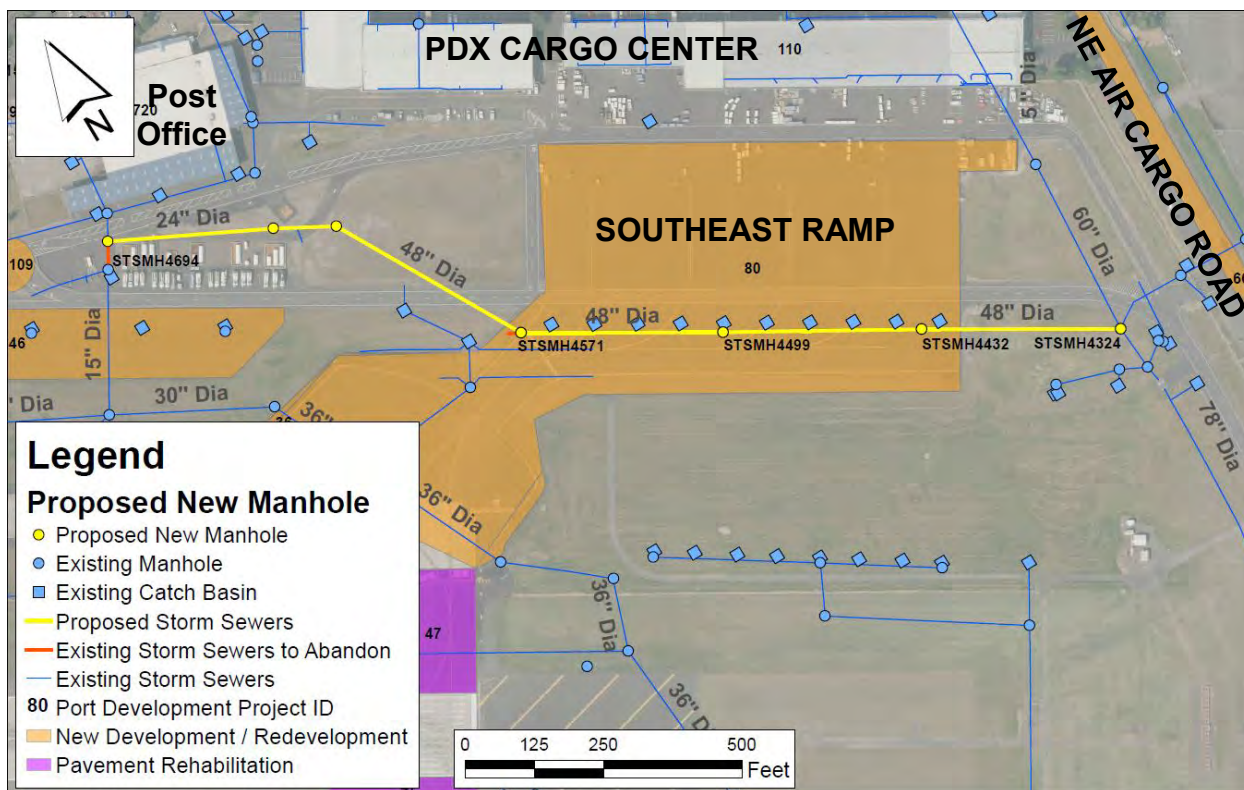 PDX CARGO CENTER
110
NE AIR CARGO ROAD
N
Post
Office
720
5" Dia
24" Dia
60" Dia
SOUTHEAST RAMP
80
109
STSMH4694
48" Dia
48" Dia
48" Dia
STSMH4571
STSMH4499
STSMH4432
STSMH4324
46
15" Dia
30" Dia
" Dia
36" Dia
78" Dia
36" Dia
36" Dia
36" Dia
47
Legend
Proposed New Manhole
Proposed New Manhole
Existing Manhole
Existing Catch Basin
Proposed Storm Sewers
Existing Storm Sewers to Abandon
Existing Storm Sewers
80 Port Development Project ID
New Development / Redevelopment
Pavement Rehabilitation
0 125 250 500
Feet